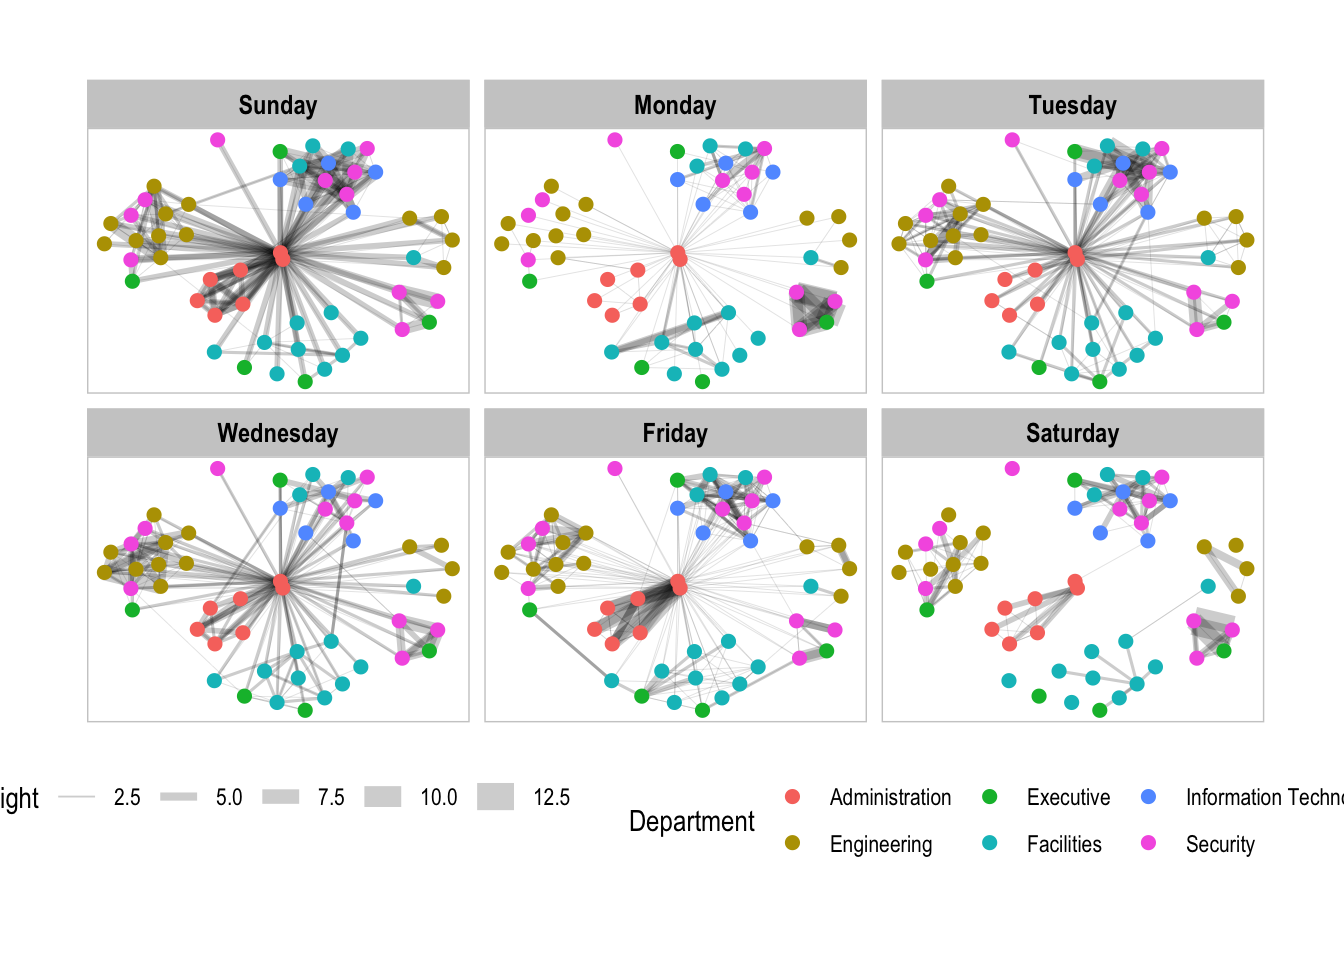 Sunday
Monday
Tuesday
Wednesday
Friday
Saturday
ight 2.5 5.0 7.5 10.0 12.5
Department
Administration Executive Information Techno
Engineering Facilities Security